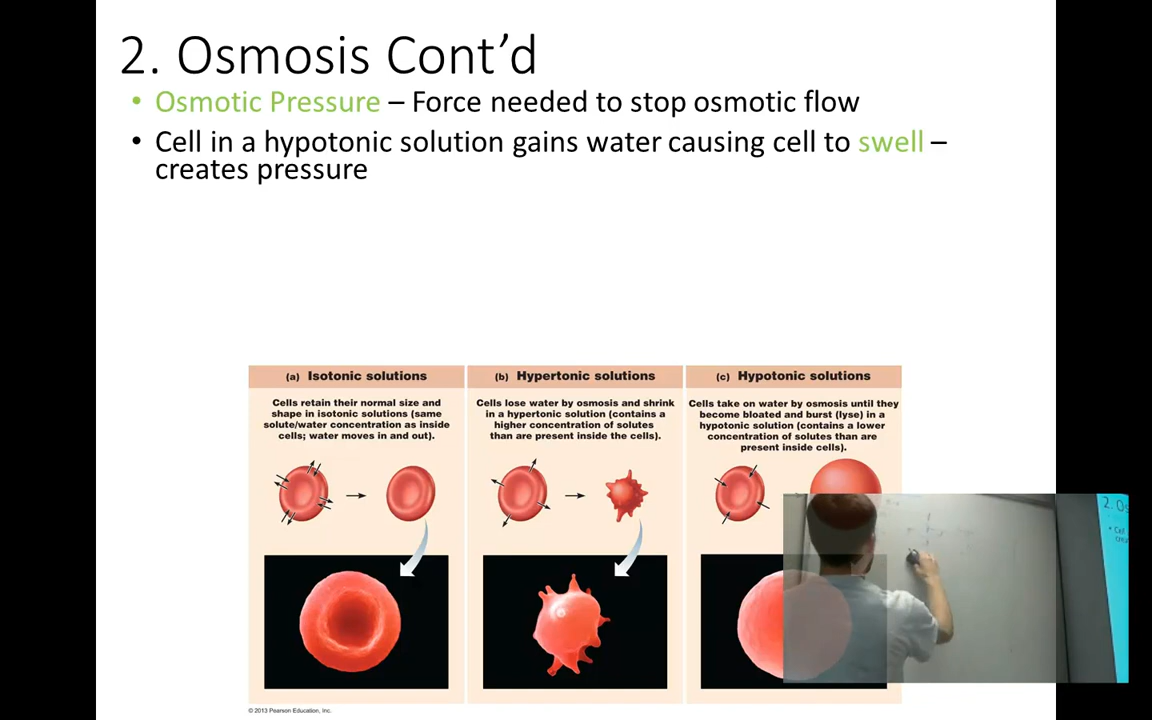 2. Osmosis Cont’d
• Osmotic Pressure – Force needed to stop osmotic flow
• Cell in a hypotonic solution gains water causing cell to swell –
creates pressure
(a) Isotonic solutions
Cells retain their normal size and
shape in isotonic solutions (same
solute/water concentration as inside
cells; water moves in and out).
(b) Hypertonic solutions
Cells lose water by osmosis and shrink
in a hypertonic solution (contains a
higher concentration of solutes
than are present inside the cells).
(c) Hypotonic solutions
Cells take on water by osmosis until they
become bloated and burst (lyse) in a
hypotonic solution (contains a lower
concentration of solutes than are
present inside cells).
© 2013 Pearson Education, Inc.
2. Os
• Cel
crea